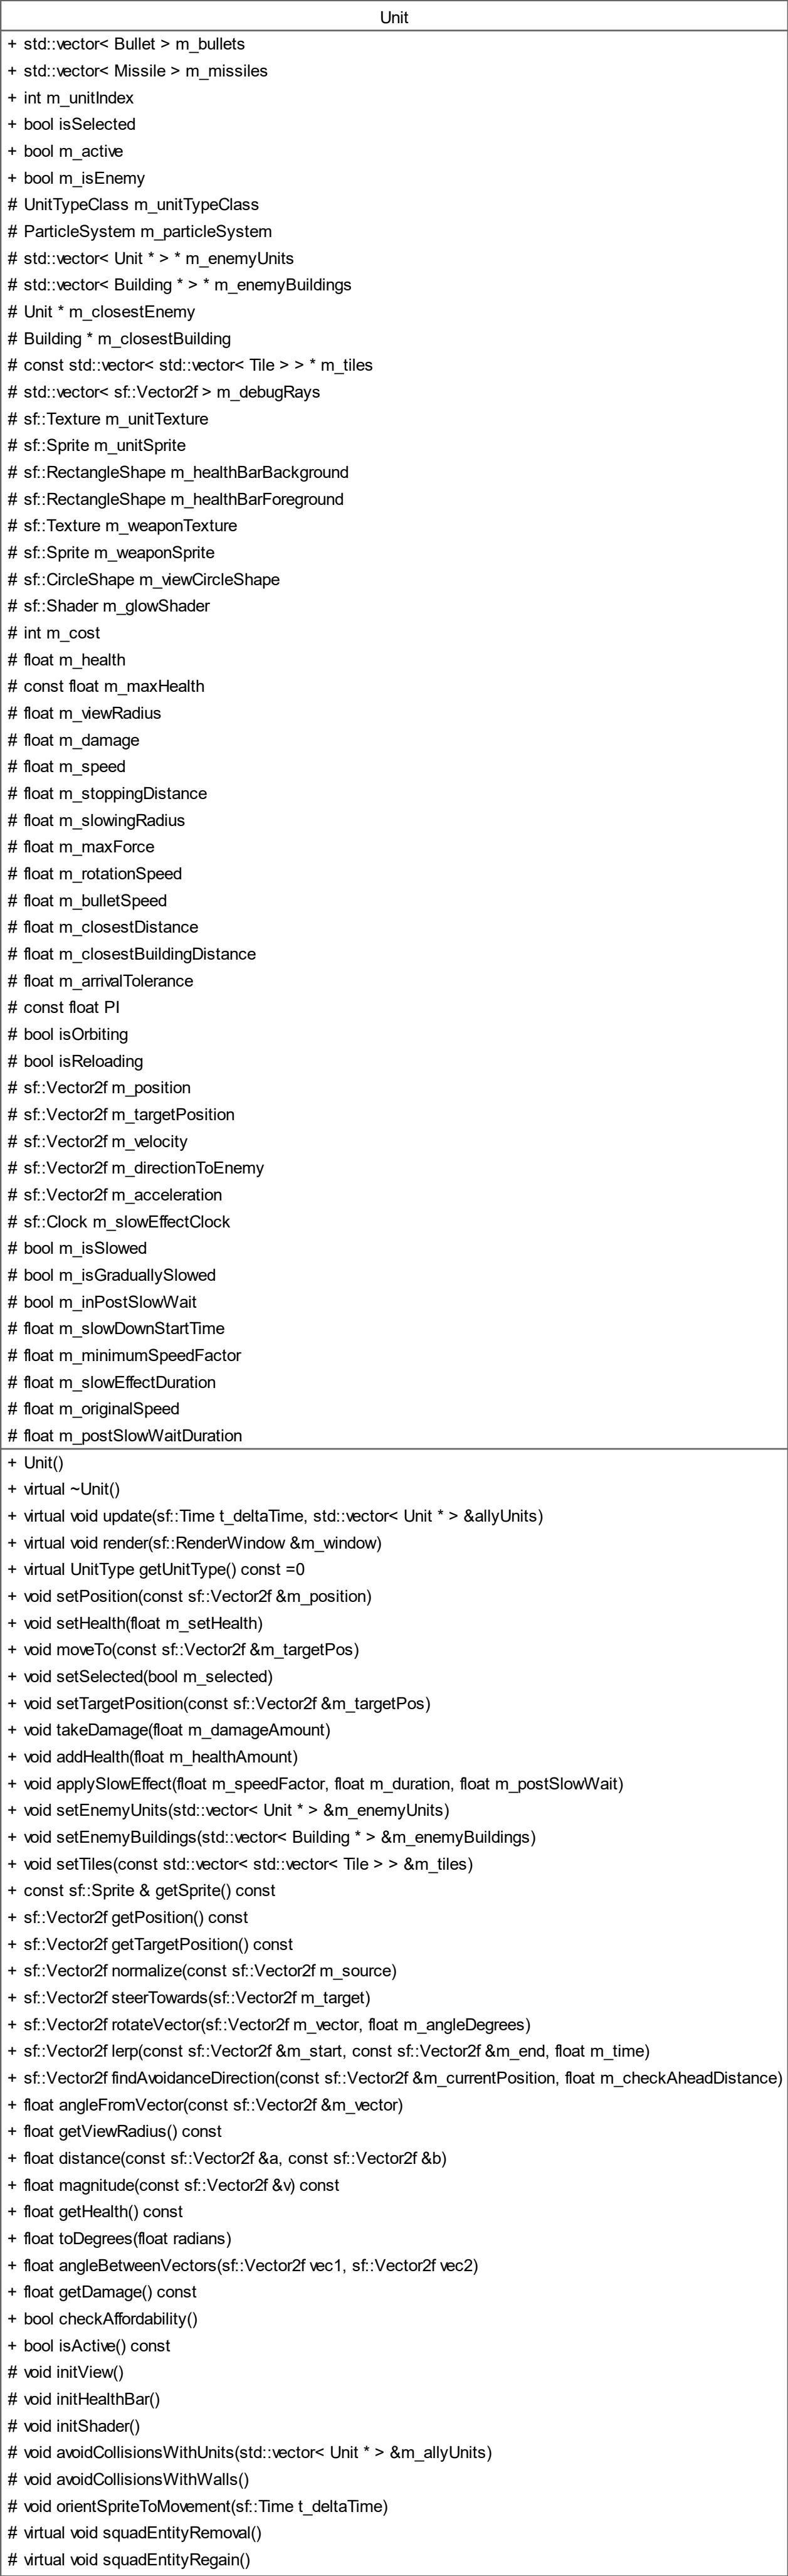 Unit
+ std::vector< Bullet > m_bullets
+ std::vector< Missile > m_missiles
+ int m_unitIndex
+ bool isSelected
+ bool m_active
+ bool m_isEnemy
# UnitTypeClass m_unitTypeClass
# ParticleSystem m_particleSystem
# std::vector< Unit * > * m_enemyUnits
# std::vector< Building * > * m_enemyBuildings
# Unit * m_closestEnemy
# Building * m_closestBuilding
# const std::vector< std::vector< Tile > > * m_tiles
# std::vector< sf::Vector2f > m_debugRays
# sf::Texture m_unitTexture
# sf::Sprite m_unitSprite
# sf::RectangleShape m_healthBarBackground
# sf::RectangleShape m_healthBarForeground
# sf::Texture m_weaponTexture
# sf::Sprite m_weaponSprite
# sf::CircleShape m_viewCircleShape
# sf::Shader m_glowShader
# int m_cost
# float m_health
# const float m_maxHealth
# float m_viewRadius
# float m_damage
# float m_speed
# float m_stoppingDistance
# float m_slowingRadius
# float m_maxForce
# float m_rotationSpeed
# float m_bulletSpeed
# float m_closestDistance
# float m_closestBuildingDistance
# float m_arrivalTolerance
# const float PI
# bool isOrbiting
# bool isReloading
# sf::Vector2f m_position
# sf::Vector2f m_targetPosition
# sf::Vector2f m_velocity
# sf::Vector2f m_directionToEnemy
# sf::Vector2f m_acceleration
# sf::Clock m_slowEffectClock
# bool m_isSlowed
# bool m_isGraduallySlowed
# bool m_inPostSlowWait
# float m_slowDownStartTime
# float m_minimumSpeedFactor
# float m_slowEffectDuration
# float m_originalSpeed
# float m_postSlowWaitDuration
+ Unit()
+ virtual ~Unit()
+ virtual void update(sf::Time t_deltaTime, std::vector< Unit * > &allyUnits)
+ virtual void render(sf::RenderWindow &m_window)
+ virtual UnitType getUnitType() const =0
+ void setPosition(const sf::Vector2f &m_position)
+ void setHealth(float m_setHealth)
+ void moveTo(const sf::Vector2f &m_targetPos)
+ void setSelected(bool m_selected)
+ void setTargetPosition(const sf::Vector2f &m_targetPos)
+ void takeDamage(float m_damageAmount)
+ void addHealth(float m_healthAmount)
+ void applySlowEffect(float m_speedFactor, float m_duration, float m_postSlowWait)
+ void setEnemyUnits(std::vector< Unit * > &m_enemyUnits)
+ void setEnemyBuildings(std::vector< Building * > &m_enemyBuildings)
+ void setTiles(const std::vector< std::vector< Tile > > &m_tiles)
+ const sf::Sprite & getSprite() const
+ sf::Vector2f getPosition() const
+ sf::Vector2f getTargetPosition() const
+ sf::Vector2f normalize(const sf::Vector2f m_source)
+ sf::Vector2f steerTowards(sf::Vector2f m_target)
+ sf::Vector2f rotateVector(sf::Vector2f m_vector, float m_angleDegrees)
+ sf::Vector2f lerp(const sf::Vector2f &m_start, const sf::Vector2f &m_end, float m_time)
+ sf::Vector2f findAvoidanceDirection(const sf::Vector2f &m_currentPosition, float m_checkAheadDistance)
+ float angleFromVector(const sf::Vector2f &m_vector)
+ float getViewRadius() const
+ float distance(const sf::Vector2f &a, const sf::Vector2f &b)
+ float magnitude(const sf::Vector2f &v) const
+ float getHealth() const
+ float toDegrees(float radians)
+ float angleBetweenVectors(sf::Vector2f vec1, sf::Vector2f vec2)
+ float getDamage() const
+ bool checkAffordability()
+ bool isActive() const
# void initView()
# void initHealthBar()
# void initShader()
# void avoidCollisionsWithUnits(std::vector< Unit * > &m_allyUnits)
# void avoidCollisionsWithWalls()
# void orientSpriteToMovement(sf::Time t_deltaTime)
# virtual void squadEntityRemoval()
# virtual void squadEntityRegain()